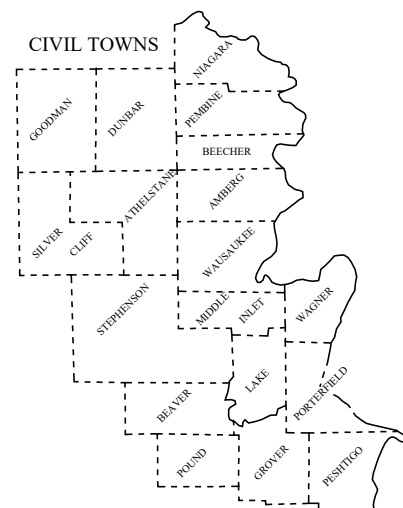 CIVIL TOWNS
NIAGARA
GOODMAN
DUNBAR
PEMBINE
BEECHER
ATHELSTANE
AMBERG
SILVER
CLIFF
WAUSAUKEE
STEPHENSON
MIDDLE
INLET
WAGNER
LAKE
BEAVER
PORTERFIELD
POUND
GROVER
PESHTIGO